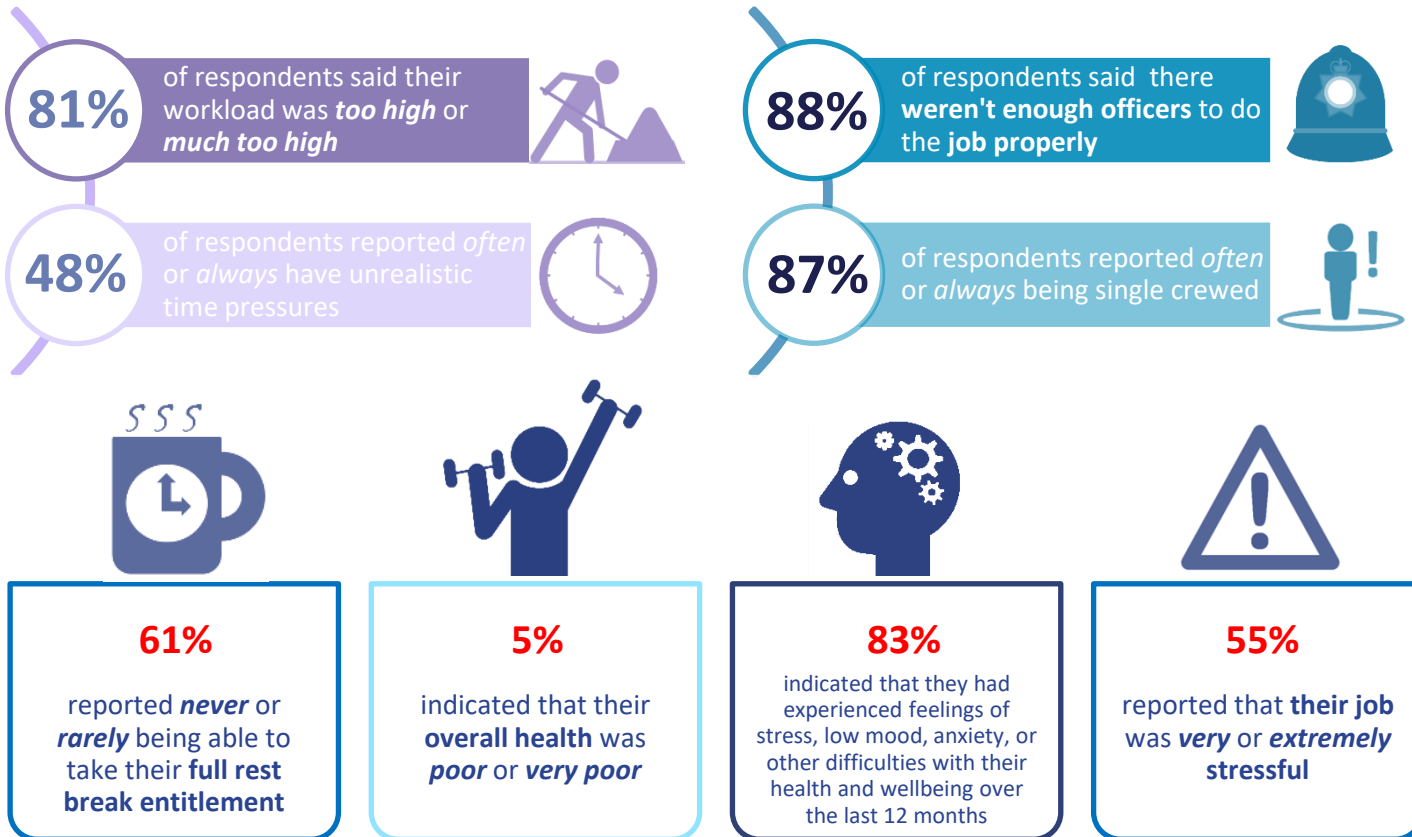 81%
of respondents said their
workload was too high or
much too high
88%
of respondents said there
weren't enough officers to do
the job properly
48%
of respondents reported often
or always have unrealistic
time pressures
87%
of respondents reported often
or always being single crewed
61%
reported never or
rarely being able to
take their full rest
break entitlement
5%
indicated that their
overall health was
poor or very poor
83%
indicated that they had
experienced feelings of
stress, low mood, anxiety, or
other difficulties with their
health and wellbeing over
the last 12 months
55%
reported that their job
was very or extremely
stressful